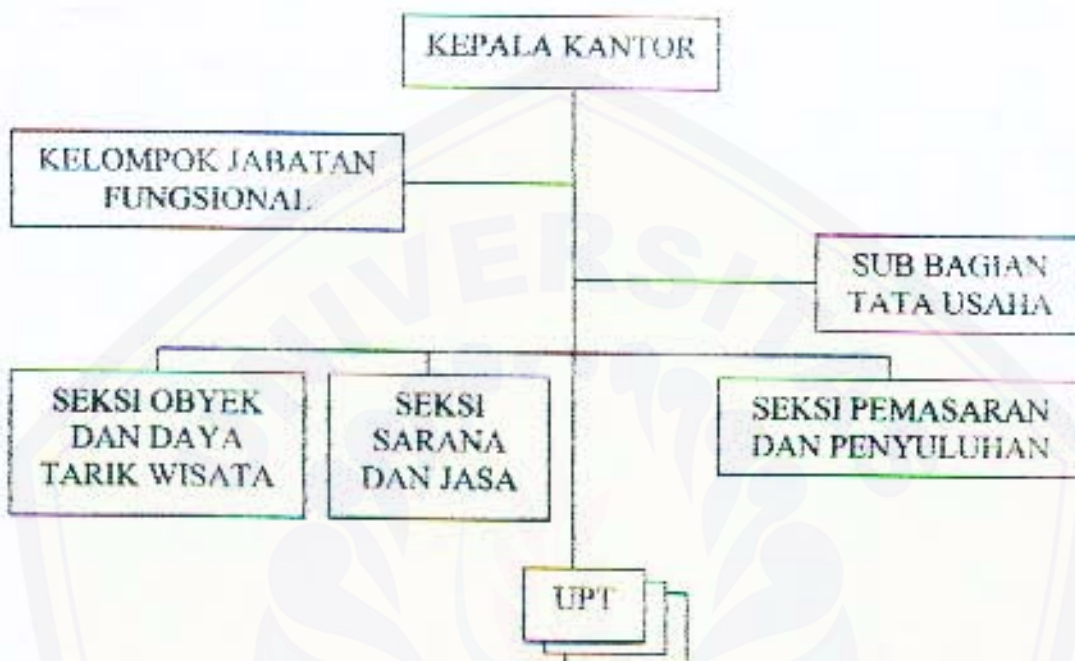 KEPALA KANTOR
KELOMPOK JABATAN
FUNGSIONAL
SUB BAGIAN
TATA USAHA
SEKSI OBYEK
DAN DAYA
TARIK WISATA
SEKSI
SARANA
DAN JASA
SEKSI PEMASARAN
DAN PENYULUHAN
UPT